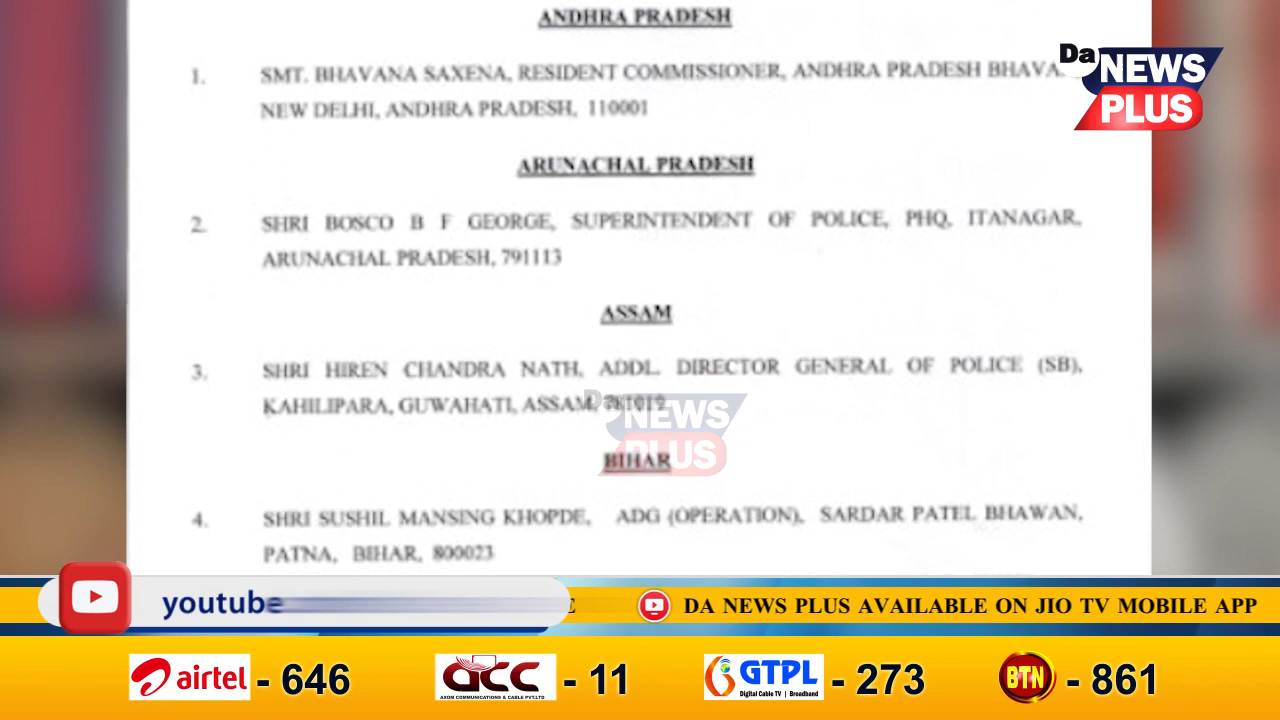 ANDHRA PRADESH
Da
NEWS
PLUS
1. SMT. BHAVANA SAXENA, RESIDENT COMMISSIONER, ANDHRA PRADESH
NEW DELHI, ANDHRA PRADESH, 110001
ARUNACHAL PRADESH
2. SHRI BOSCO B F GEORGE, SUPERINTENDENT OF POLICE, PHQ, ITANAGAR,
ARUNACHAL PRADESH, 791113
ASSAM
3. SHRI HIREN CHANDRA NATH, ADDL. DIRECTOR GENERAL OF POLICE (SB),
KAHILIPARA, GUWAHATI, ASSAM,
Da
NEWS
PLUS
BIHAR
4. SHRI SUSHIL MANSING KHOPDE, ADG (OPERATION), SARDAR PATEL BHAWAN,
PATNA, BIHAR, 800023
youtube
DA NEWS PLUS AVAILABLE ON JIO TV MOBILE APP
airtel - 646
acc - 11
AXOM COMMUNICATIONS & CABLE PVT.LTD
GTPL - 273
Digital Cable TV | Broadband
BTN - 861